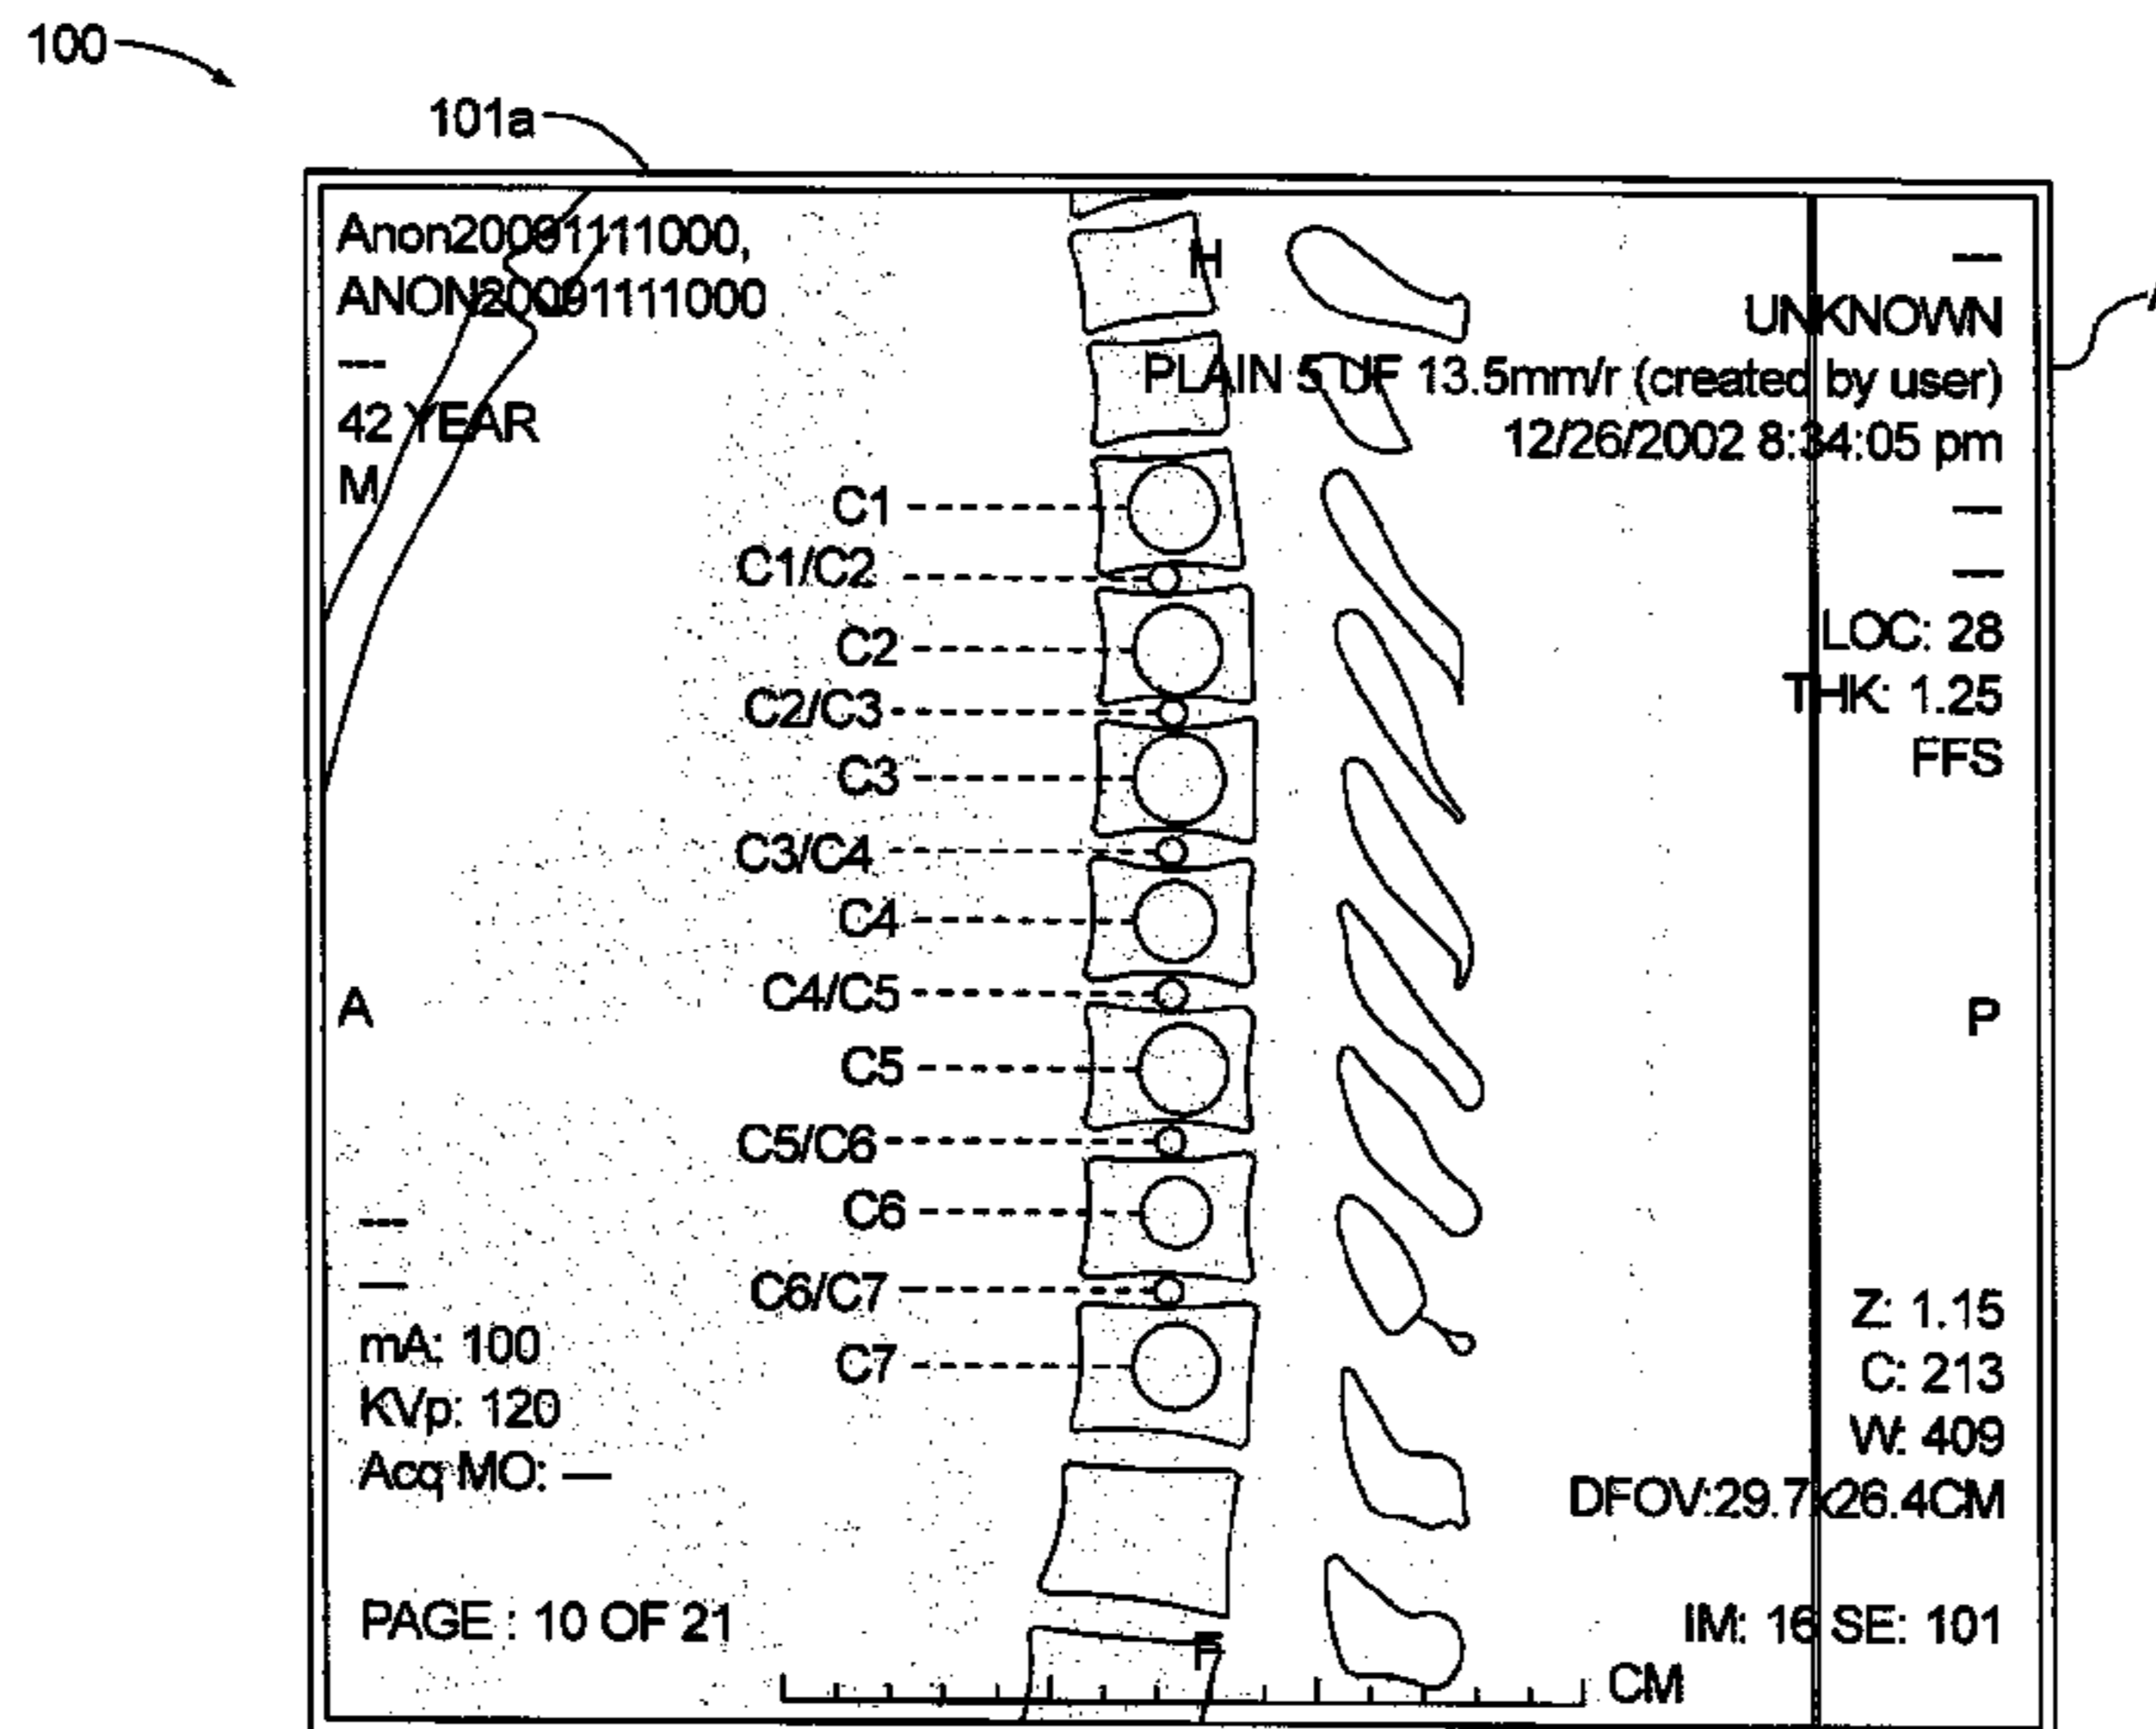 100
101a
Anon20091111000,
ANON20091111000
---
42 YEAR
M
H
—
UNKNOWN
PLAIN 5 UF 13.5mm/r (created by user)
12/26/2002 8:34:05 pm
—
—
LOC: 28
THK: 1.25
FFS
C1
C1/C2
C2
C2/C3
C3
C3/C4
C4
C4/C5
C5
C5/C6
C6
C6/C7
C7
A
P
---
—
mA: 100
KVp: 120
Acq MO: —
PAGE : 10 OF 21
Z: 1.15
C: 213
W: 409
DFOV:29.7x26.4CM
IM: 16 SE: 101
F
CM